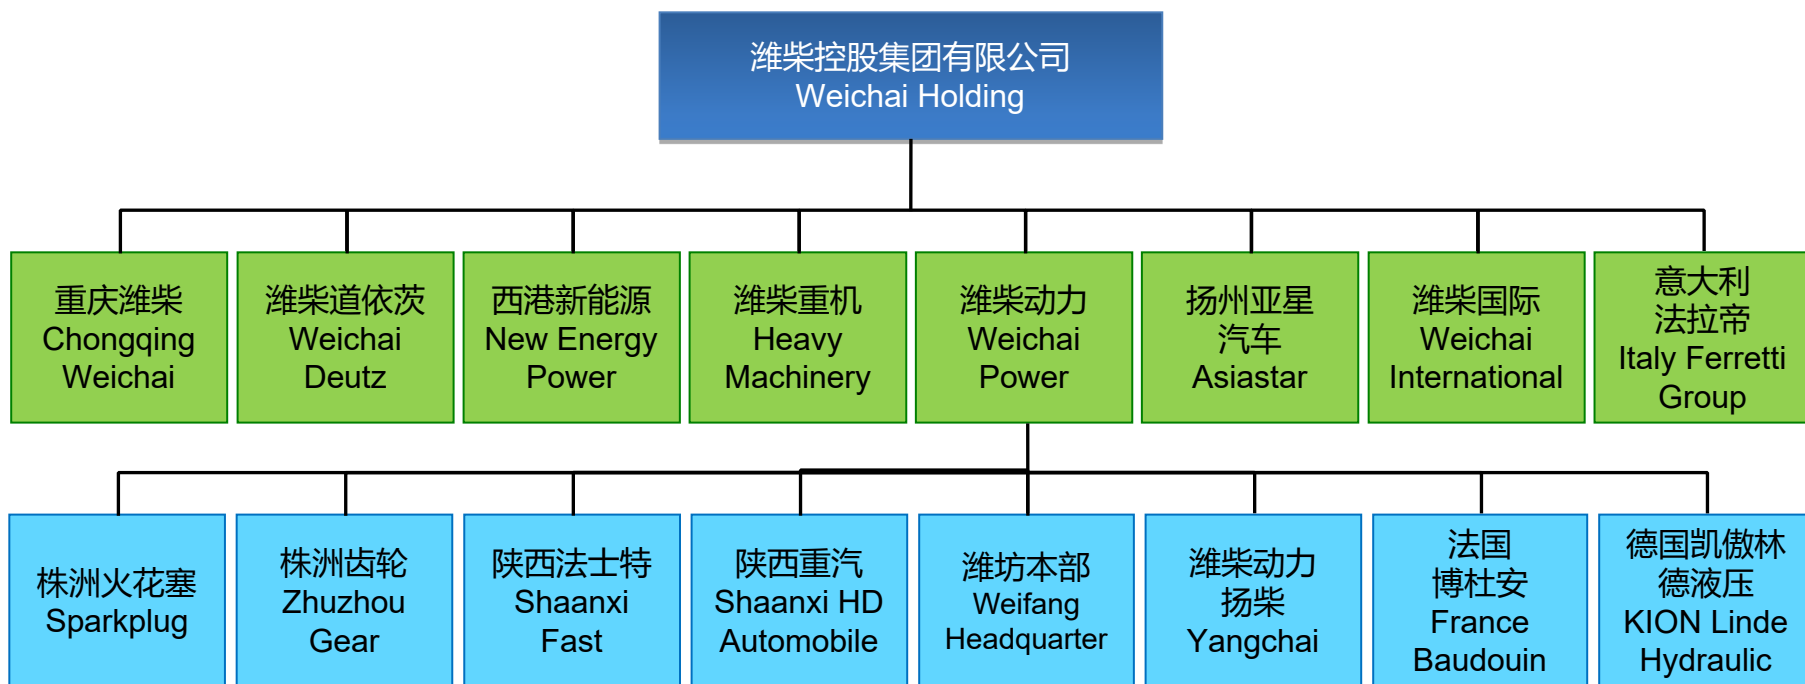 潍柴控股集团有限公司
Weichai Holding
重庆潍柴
Chongqing
Weichai
潍柴道依茨
Weichai
Deutz
西港新能源
New Energy
Power
潍柴重机
Heavy
Machinery
潍柴动力
Weichai
Power
扬州亚星
汽车
Asiastar
潍柴国际
Weichai
International
意大利
法拉帝
Italy Ferretti
Group
株洲火花塞
Sparkplug
株洲齿轮
Zhuzhou
Gear
陕西法士特
Shaanxi
Fast
陕西重汽
Shaanxi HD
Automobile
潍坊本部
Weifang
Headquarter
潍柴动力
扬柴
Yangchai
法国
博杜安
France
Baudouin
德国凯傲林
德液压
KION Linde
Hydraulic